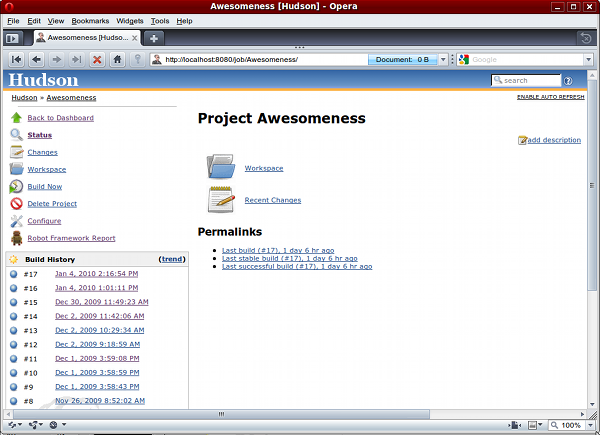 Awesomeness [Hudson] - Opera
File Edit View Bookmarks Widgets Tools Help
Awesomeness [Hudso...
http://localhost:8080/job/Awesomeness/ Document: 0 B Google
Hudson search
Hudson » Awesomeness ENABLE AUTO REFRESH
Back to Dashboard
Status
Changes
Workspace
Build Now
Delete Project
Configure
Robot Framework Report
Build History (trend)
#17 Jan 4, 2010 2:16:54 PM
#16 Jan 4, 2010 1:01:11 PM
#15 Dec 30, 2009 11:49:23 AM
#14 Dec 2, 2009 11:42:06 AM
#13 Dec 2, 2009 10:29:34 AM
#12 Dec 2, 2009 9:18:59 AM
#11 Dec 1, 2009 3:59:08 PM
#10 Dec 1, 2009 3:58:59 PM
#9 Dec 1, 2009 3:58:43 PM
#8 Nov 26, 2009 8:52:02 AM
Project Awesomeness
add description
Workspace
Recent Changes
Permalinks
Last build (#17), 1 day 6 hr ago
Last stable build (#17), 1 day 6 hr ago
Last successful build (#17), 1 day 6 hr ago
100%